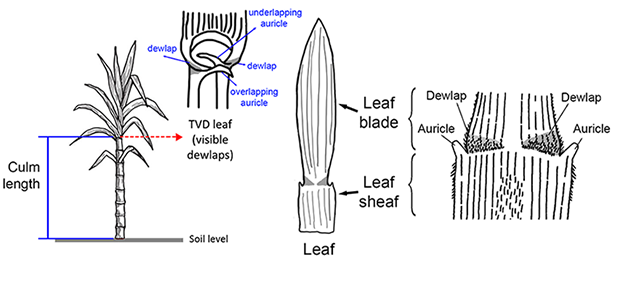 underlapping
auricle
dewlap
dewlap
overlapping
auricle
TVD leaf
(visible
dewlaps)
Culm
length
Soil level
Leaf
blade
Leaf
sheaf
Leaf
Dewlap
Dewlap
Auricle
Auricle